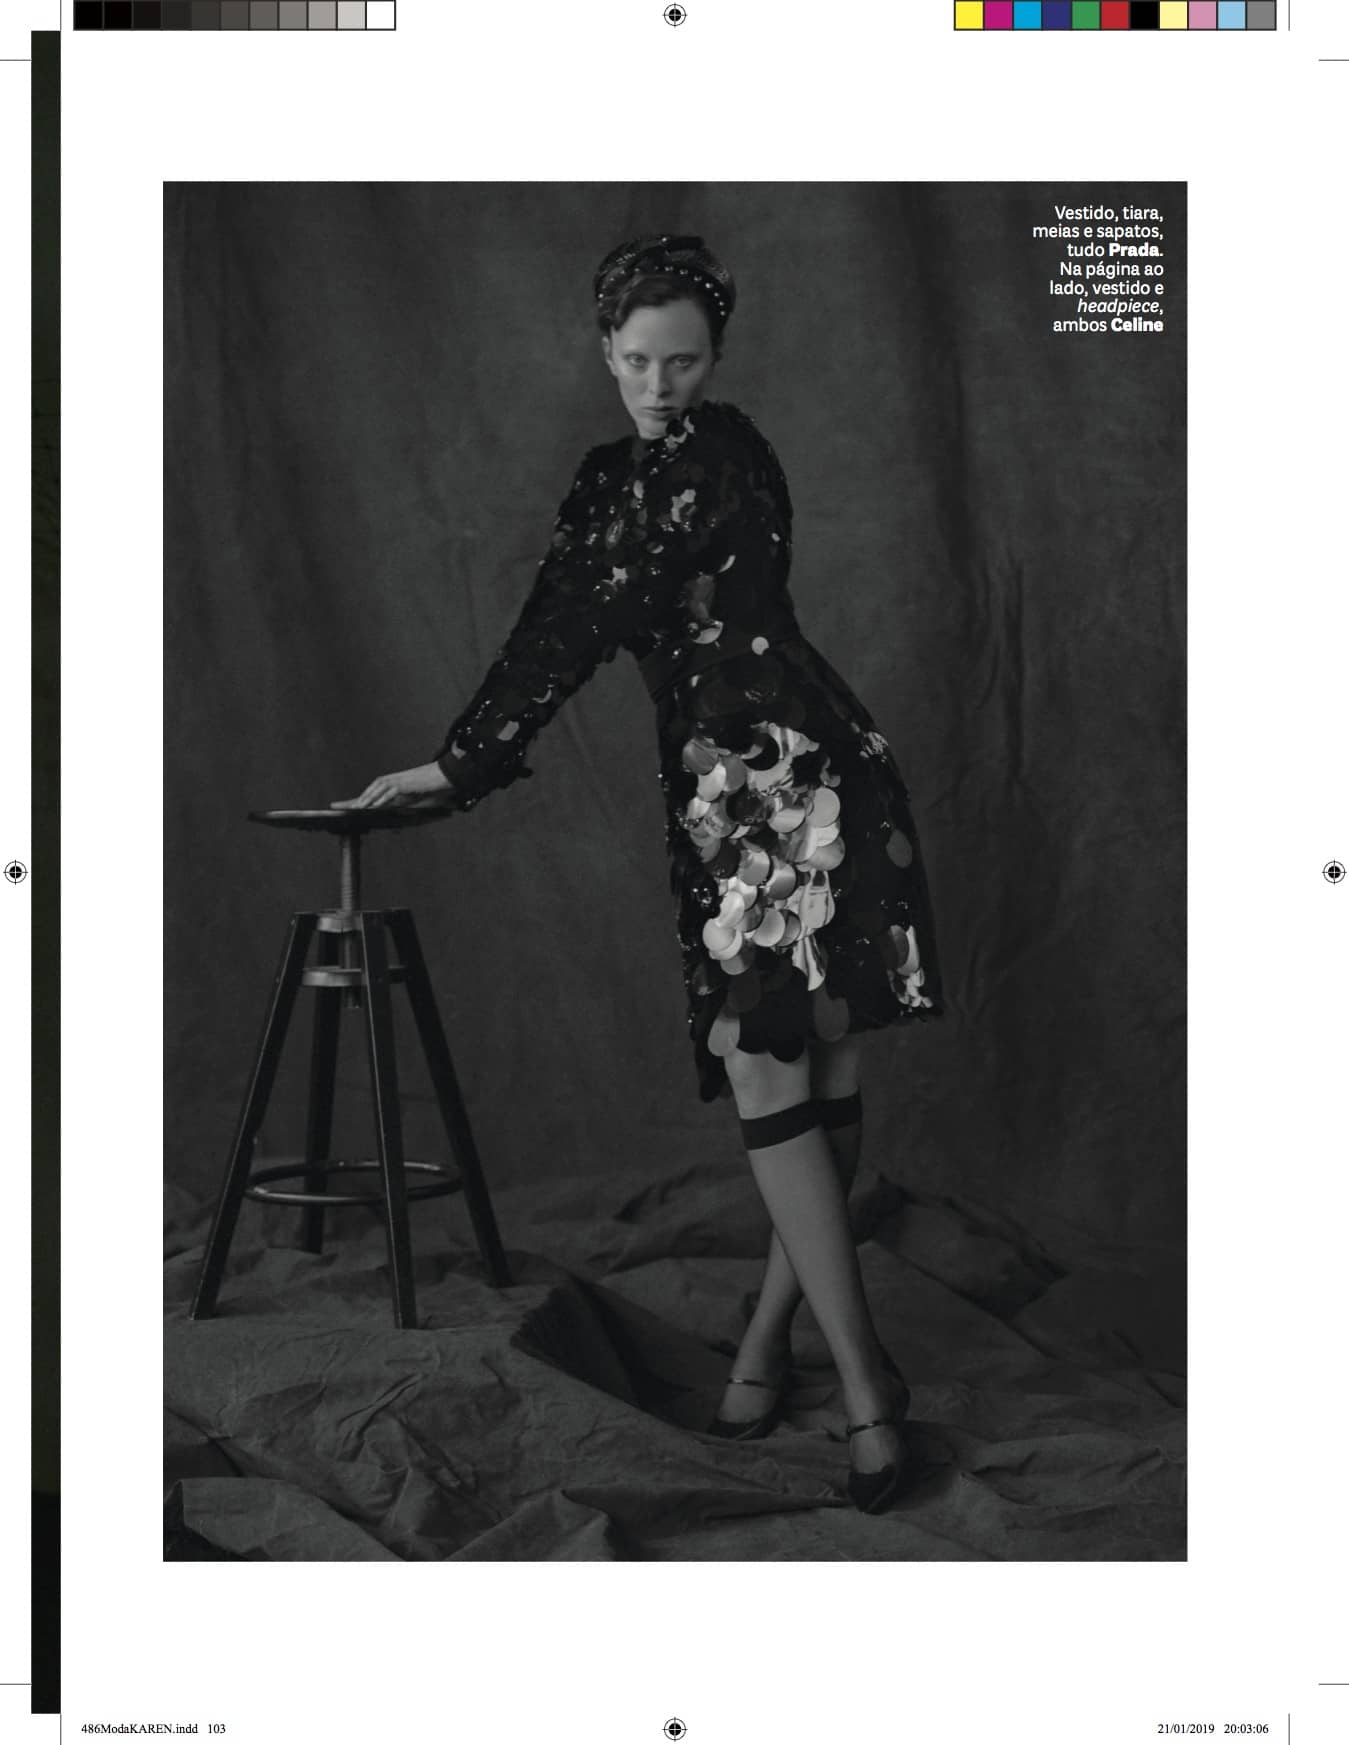 Vestido, tiara,
meias e sapatos,
tudo Prada.
Na página ao
lado, vestido e
headpiece,
ambos Celine
486ModaKAREN.indd 103
21/01/2019 20:03:06